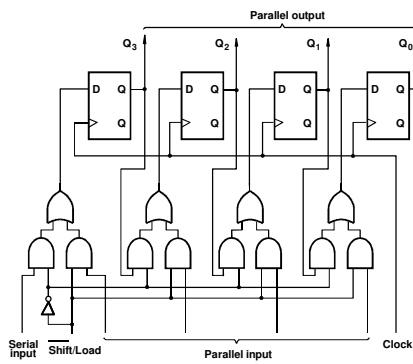 Parallel output
Q3 Q2 Q1 Q0
D Q D Q D Q D Q
Q Q Q Q
Serial input
Shift/Load
Parallel input
Clock